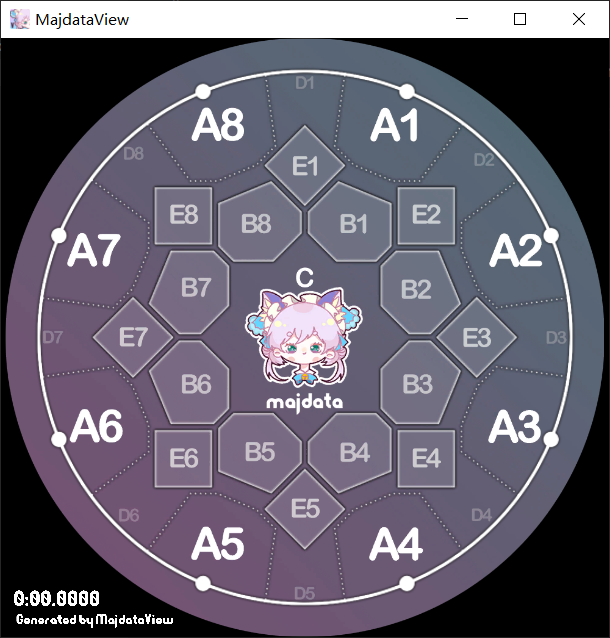 MajdataView
D1
A8 A1
D8 D2
E1
E8 E2
B8 B1
A7 A2
C
B7 B2
D7 E7 E3 D3
B6 B3
majdata
A6 A3
B5 B4
E6 E4
E5
D6 D4
A5 A4
D5
0:00.0000
Generated by MajdataView